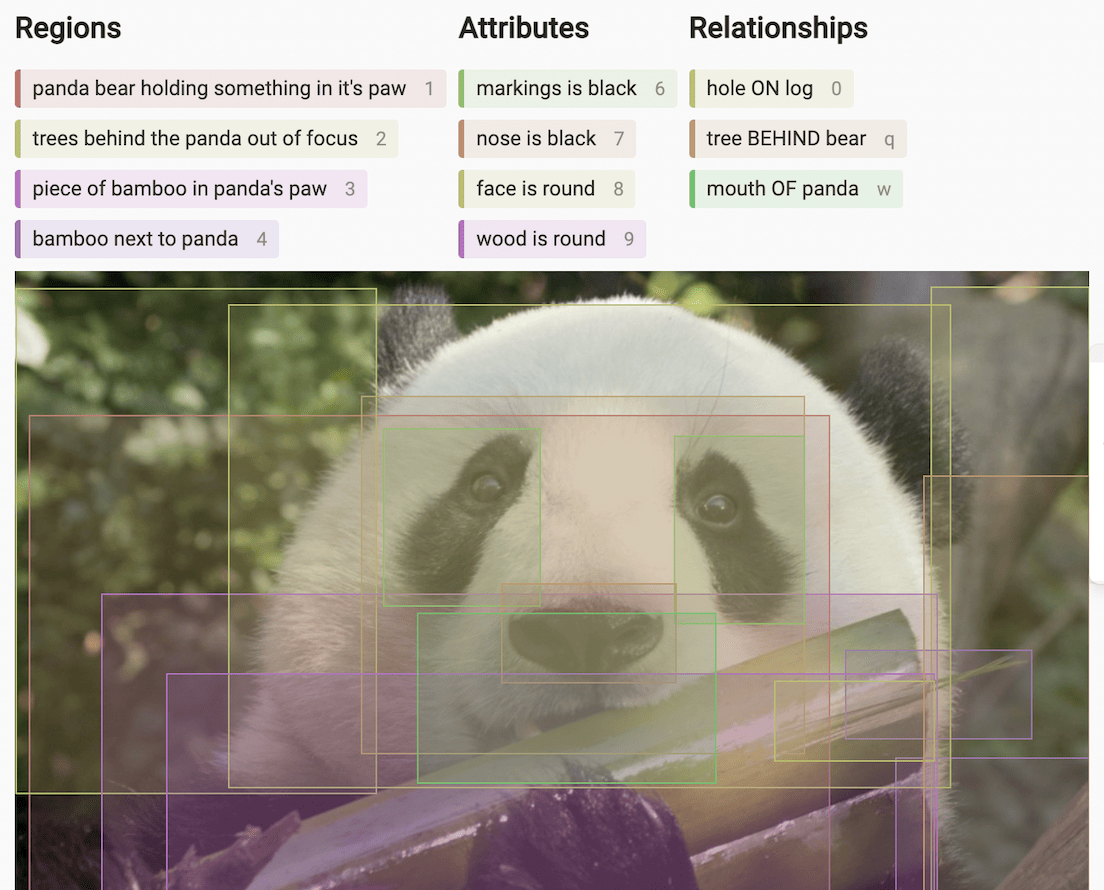 Regions
panda bear holding something in it's paw 1
trees behind the panda out of focus 2
piece of bamboo in panda's paw 3
bamboo next to panda 4
Attributes
markings is black 6
nose is black 7
face is round 8
wood is round 9
Relationships
hole ON log 0
tree BEHIND bear q
mouth OF panda w